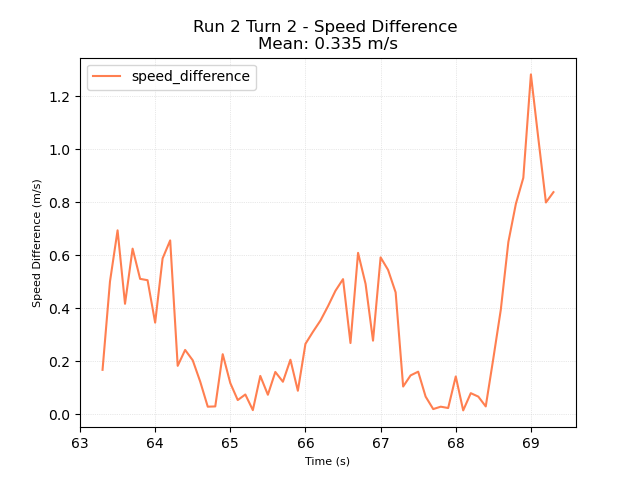 Run 2 Turn 2 - Speed Difference
Mean: 0.335 m/s
speed_difference
1.2
1.0
0.8
0.6
0.4
0.2
0.0
Speed Difference (m/s)
63 64 65 66 67 68 69
Time (s)